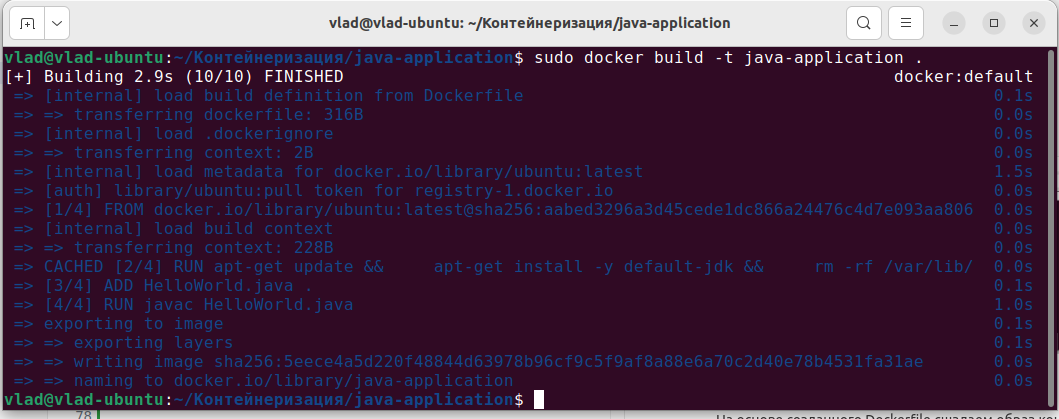 vlad@vlad-ubuntu: ~/Контейнеризация/java-application
vlad@vlad-ubuntu:~/Контейнеризация/java-application$ sudo docker build -t java-application .
[+] Building 2.9s (10/10) FINISHED docker:default
=> [internal] load build definition from Dockerfile 0.1s
=> => transferring dockerfile: 316B 0.0s
=> [internal] load .dockerignore 0.0s
=> => transferring context: 2B 0.0s
=> [internal] load metadata for docker.io/library/ubuntu:latest 1.5s
=> [auth] library/ubuntu:pull token for registry-1.docker.io 0.0s
=> [1/4] FROM docker.io/library/ubuntu:latest@sha256:aabed3296a3d45cede1dc866a24476c4d7e093aa806 0.0s
=> [internal] load build context 0.0s
=> => transferring context: 228B 0.0s
=> CACHED [2/4] RUN apt-get update && apt-get install -y default-jdk && rm -rf /var/lib/ 0.0s
=> [3/4] ADD HelloWorld.java . 0.1s
=> [4/4] RUN javac HelloWorld.java 1.0s
=> exporting to image 0.1s
=> => exporting layers 0.1s
=> => writing image sha256:5eece4a5d220f48844d63978b96cf9c5f9af8a88e6a70c2d40e78b4531fa31ae 0.0s
=> => naming to docker.io/library/java-application 0.0s
vlad@vlad-ubuntu:~/Контейнеризация/java-application$
78